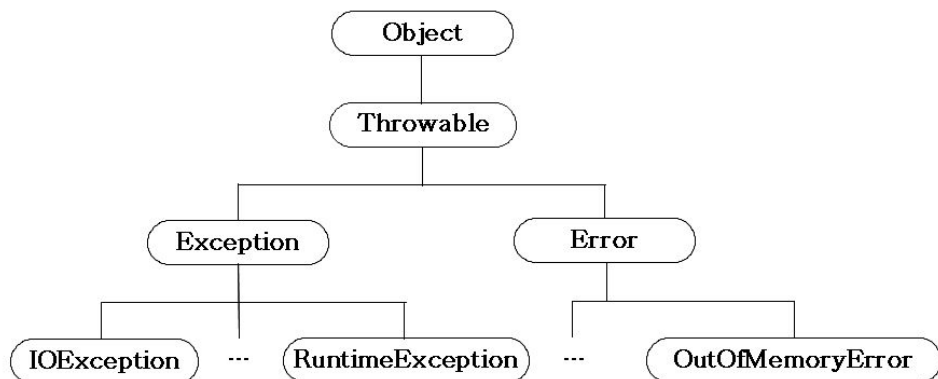 Object
Throwable
Exception Error
IOException ... RuntimeException ... OutOfMemoryError